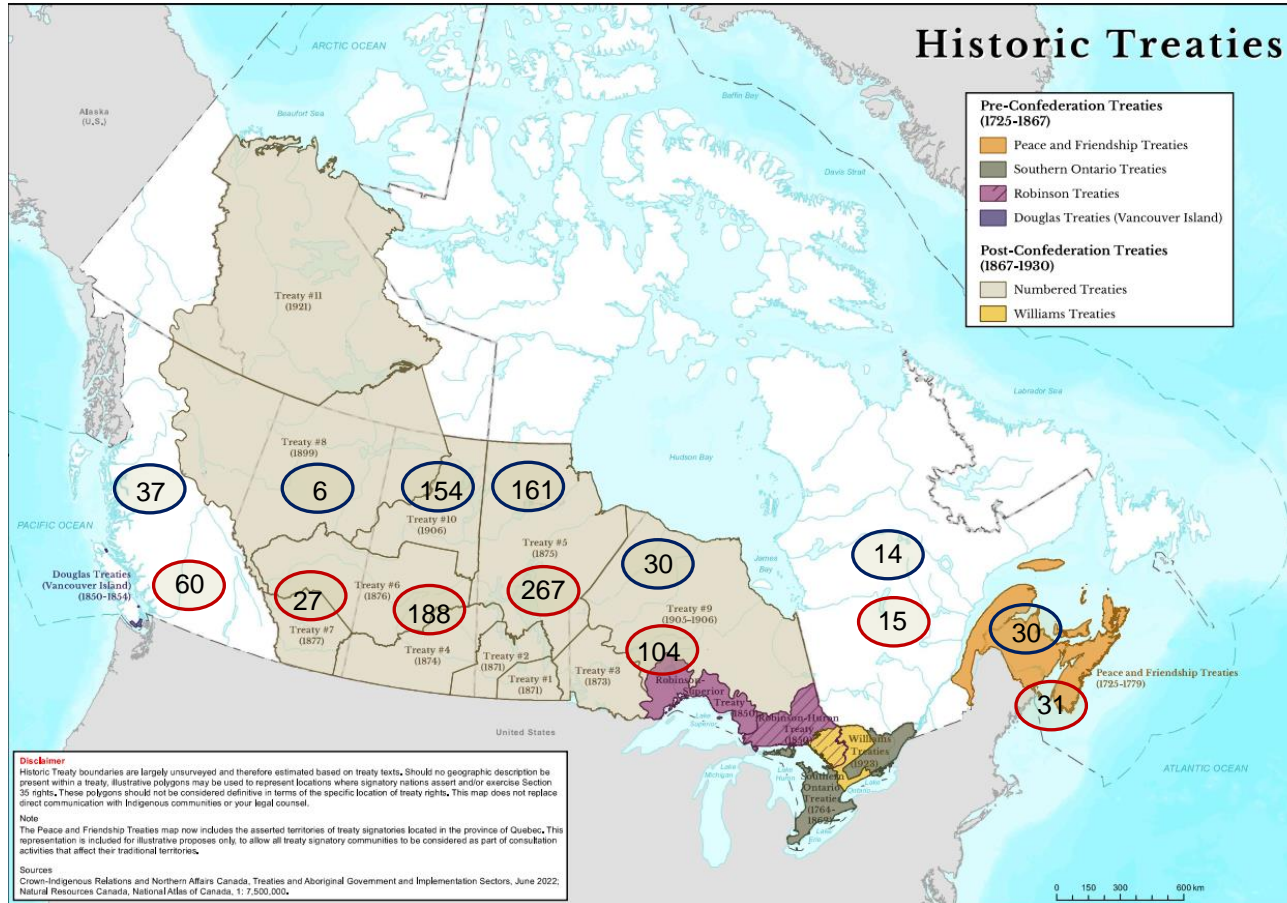 Historic Treaties
ARCTIC OCEAN
Alaska
(U.S.)
Beaufort Sea
Baffin Bay
Davis Strait
Labrador Sea
Hudson Bay
James
Bay
PACIFIC OCEAN
ATLANTIC OCEAN
United States
Pre-Confederation Treaties
(1725-1867)
Peace and Friendship Treaties
Southern Ontario Treaties
Robinson Treaties
Douglas Treaties (Vancouver Island)
Post-Confederation Treaties
(1867-1930)
Numbered Treaties
Williams Treaties
Treaty #11
(1921)
Treaty #8
(1899)
37
6
154
161
Treaty #10
(1906)
Treaty #5
(1875)
30
14
Douglas Treaties
(Vancouver Island)
(1850-1854)
60
27
Treaty #6
(1876)
188
267
Treaty #9
(1905-1906)
15
30
Treaty #7
(1877)
Treaty #4
(1874)
Treaty #2
(1871)
Treaty #1
(1871)
Treaty #3
(1873)
104
Robinson-
Superior
Treaty
(1850)
Robinson-Huron
Treaty
(1850)
Williams
Treaties
(1923)
Southern
Ontario
Treaties
(1764-
1862)
Peace and Friendship Treaties
(1725-1779)
31
Lake
Superior
Lake
Michigan
Lake
Huron
Lake
Ontario
Lake
Erie
Disclaimer
Historic Treaty boundaries are largely unsurveyed and therefore estimated based on treaty texts. Should no geographic description be
present within a treaty, illustrative polygons may be used to represent locations where signatory nations assert and/or exercise Section
35 rights. These polygons should not be considered definitive in terms of the specific location of treaty rights. This map does not replace
direct communication with Indigenous communities or your legal counsel.
Note
The Peace and Friendship Treaties map now includes the asserted territories of treaty signatories located in the province of Quebec. This
representation is included for illustrative proposes only, to allow all treaty signatory communities to be considered as part of consultation
activities that affect their traditional territories.
Sources
Crown-Indigenous Relations and Northern Affairs Canada, Treaties and Aboriginal Government and Implementation Sectors, June 2022;
Natural Resources Canada, National Atlas of Canada, 1: 7,500,000.
0 150 300 600 km